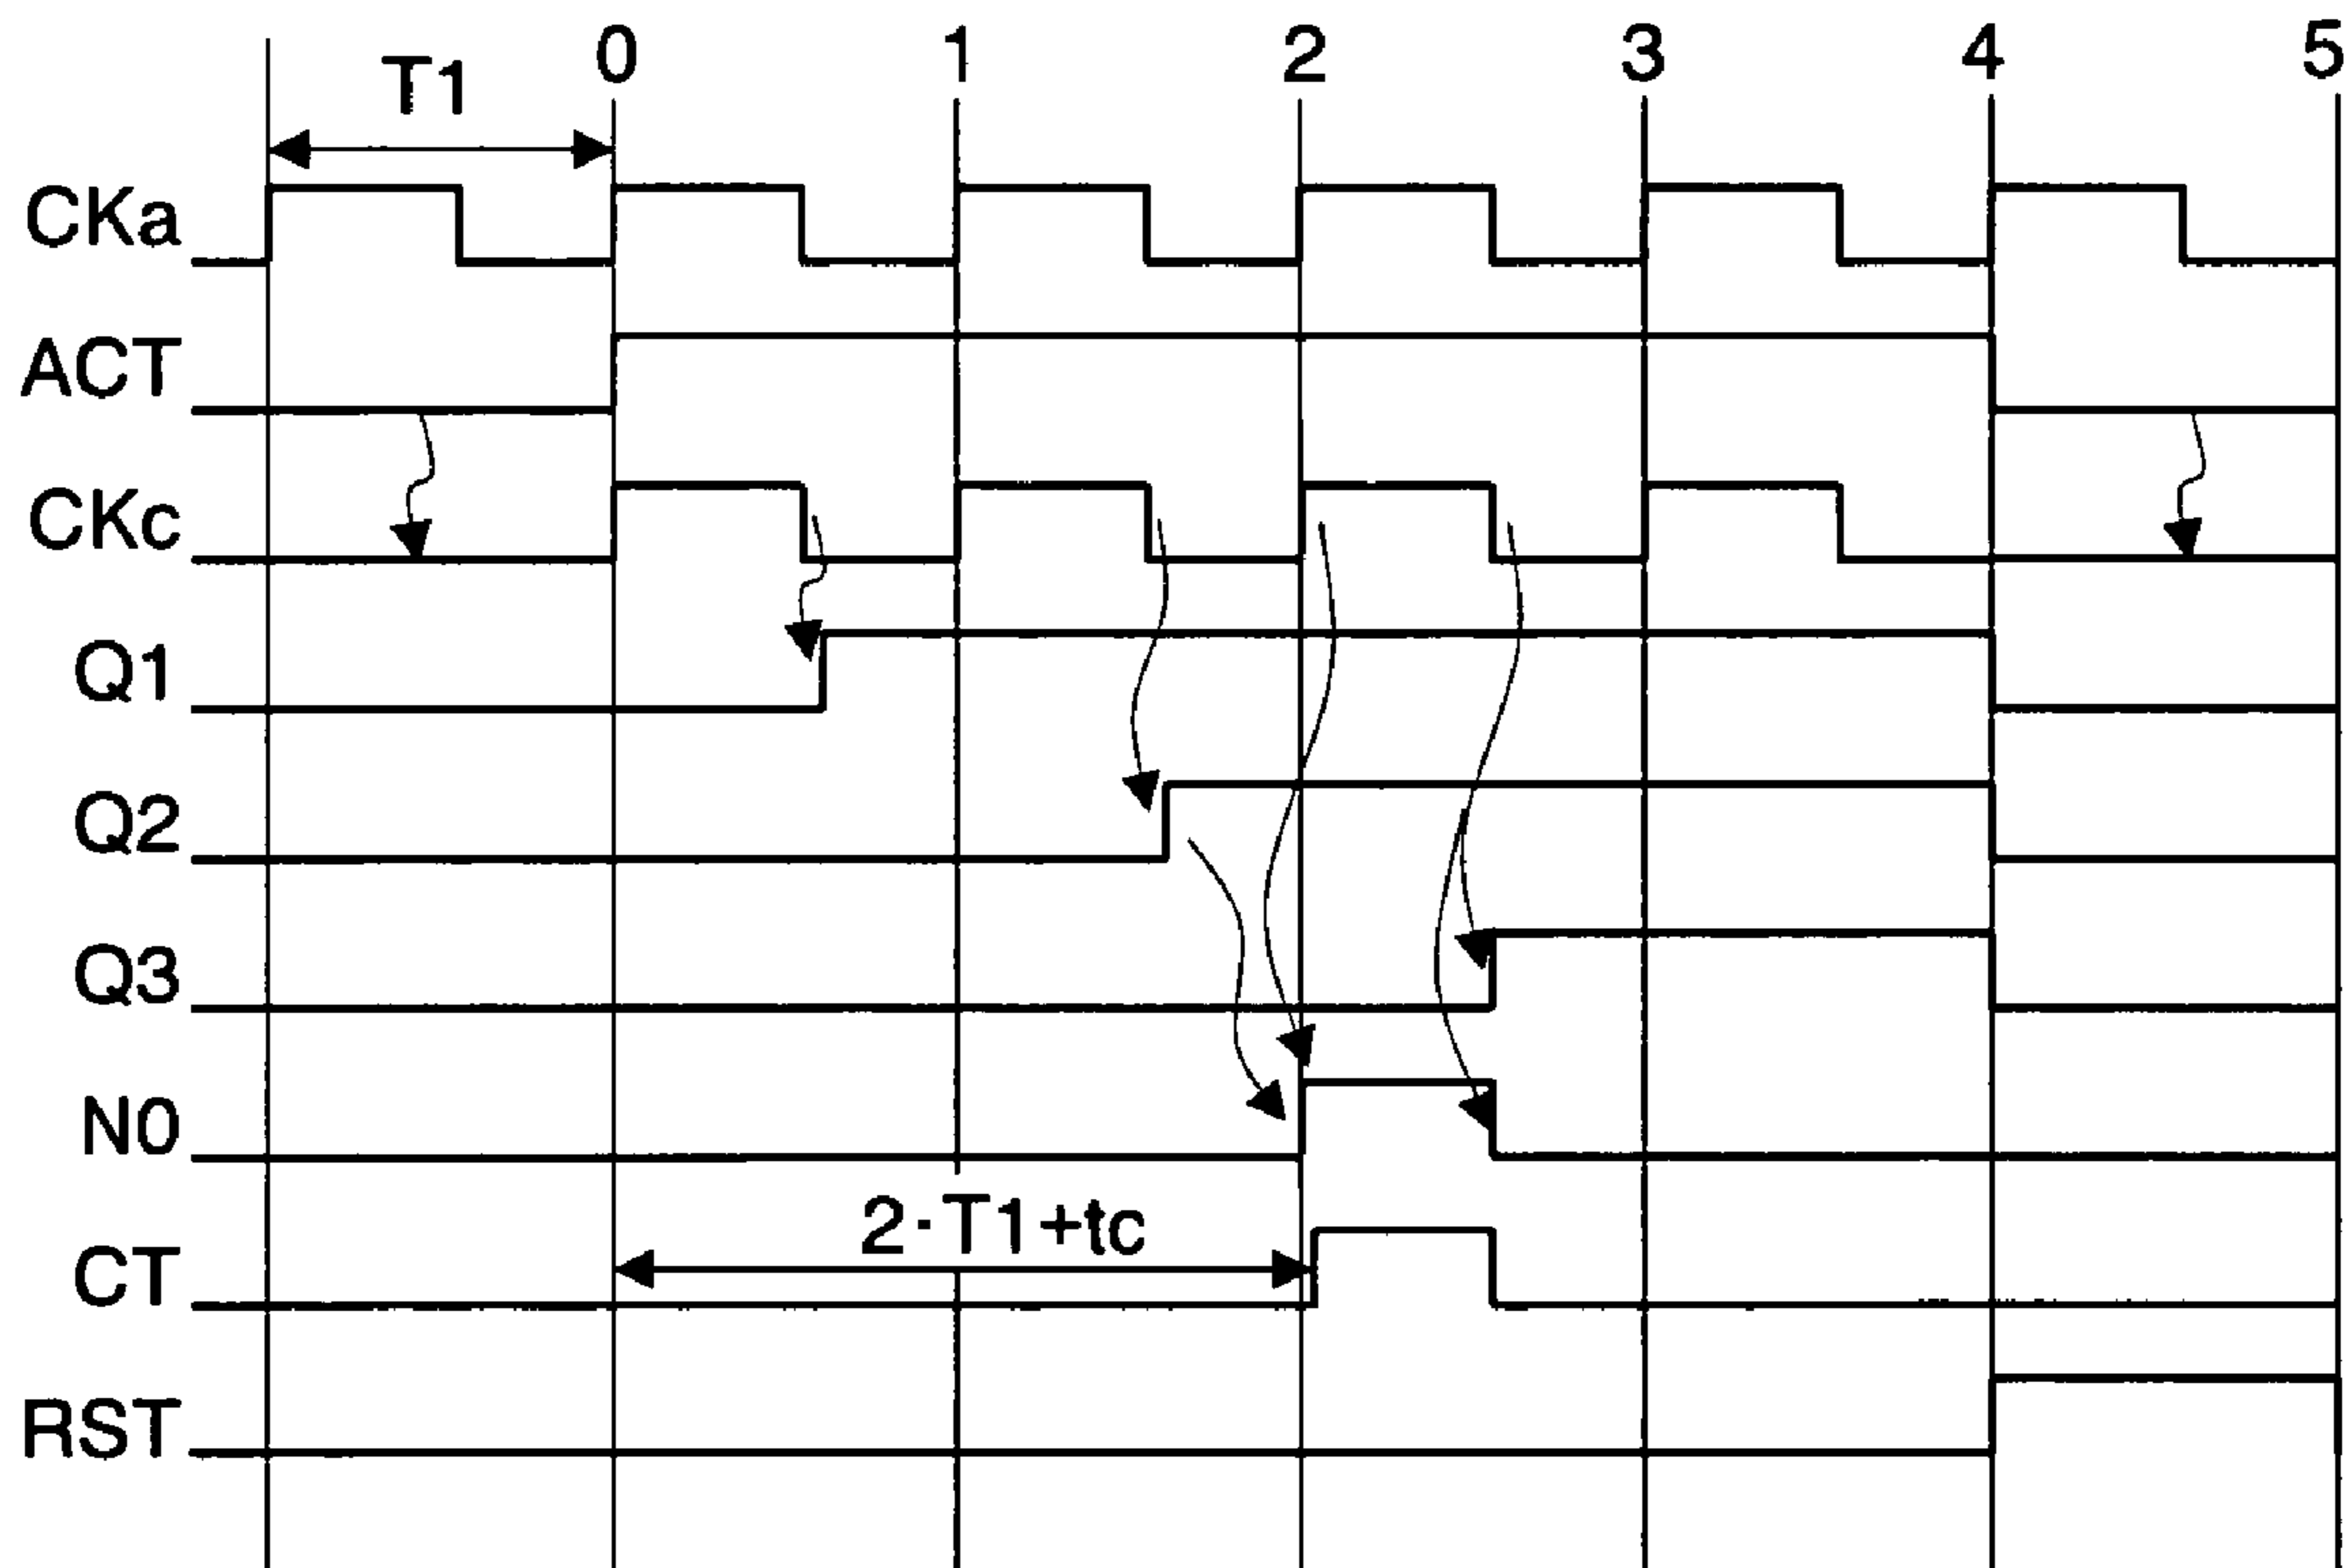 T1 0 1 2 3 4 5
CKa
ACT
CKc
Q1
Q2
Q3
N0
2·T1+tc
CT
RST